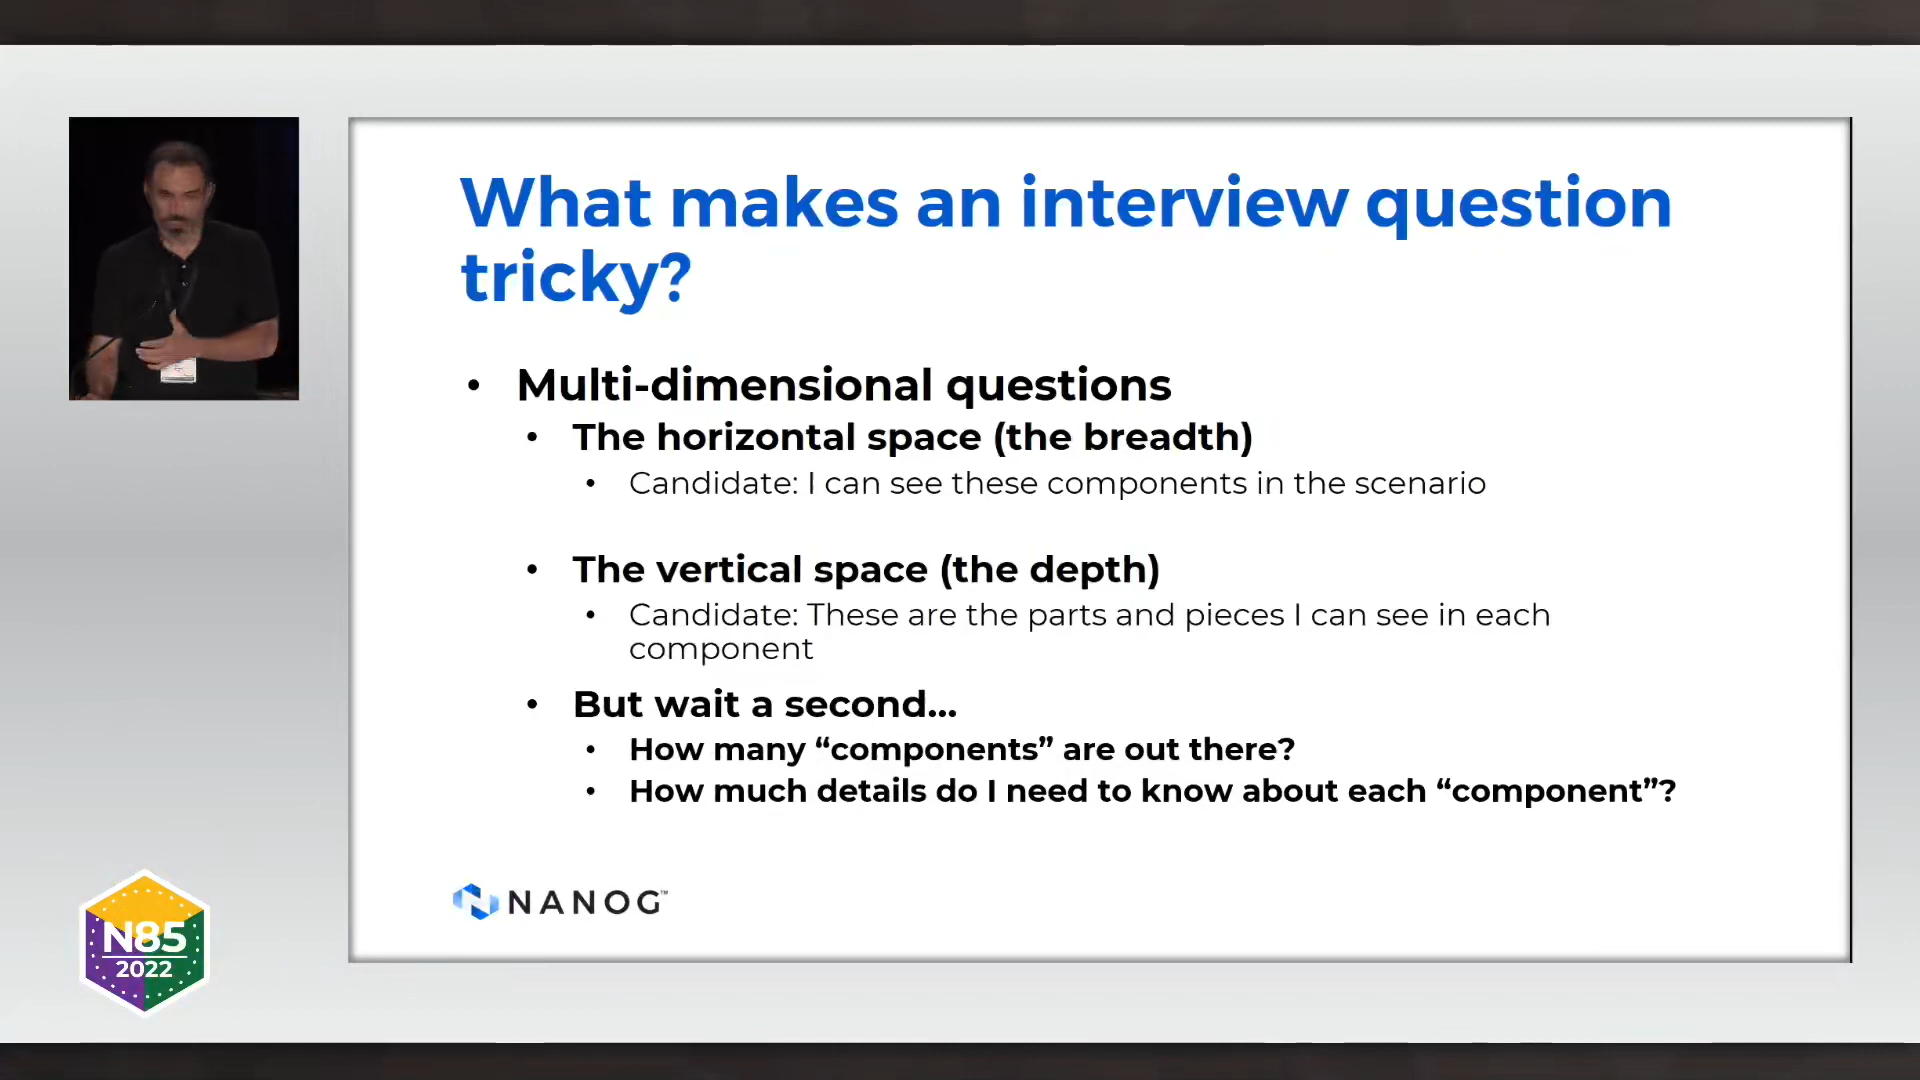 What makes an interview question
tricky?
• Multi-dimensional questions
• The horizontal space (the breadth)
• Candidate: I can see these components in the scenario
• The vertical space (the depth)
• Candidate: These are the parts and pieces I can see in each
component
• But wait a second...
• How many “components” are out there?
• How much details do I need to know about each “component”?
NANOG™
N85
2022